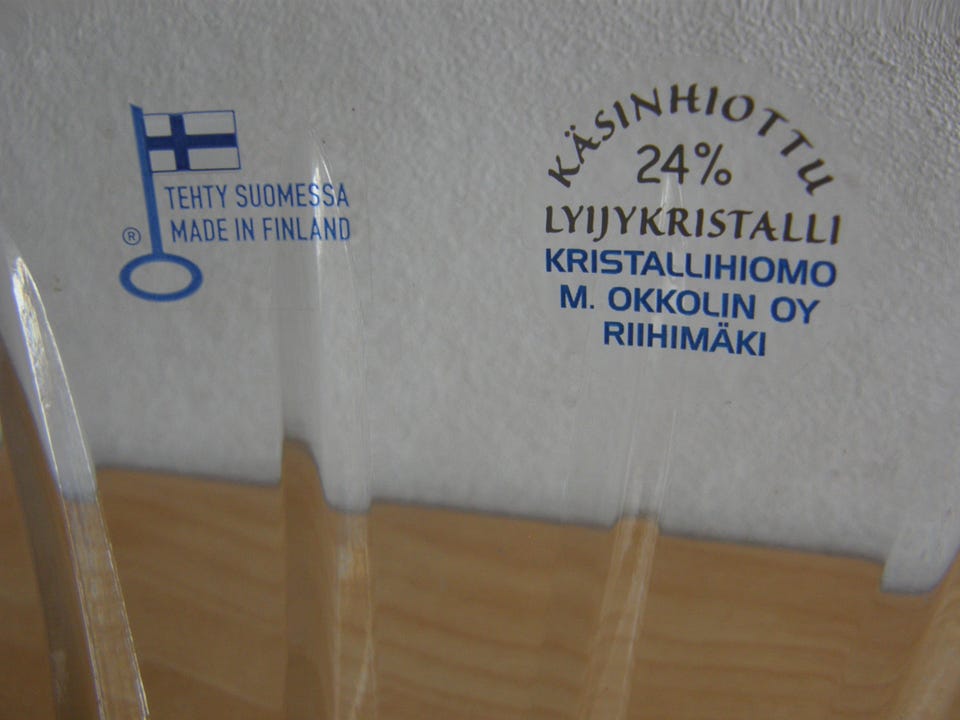 TEHTY SUOMESSA
MADE IN FINLAND
®
KÄSINHIOTTU
24%
LYIJYKRISTALLI
KRISTALLIHIOMO
M. OKKOLIN OY
RIIHIMÄKI